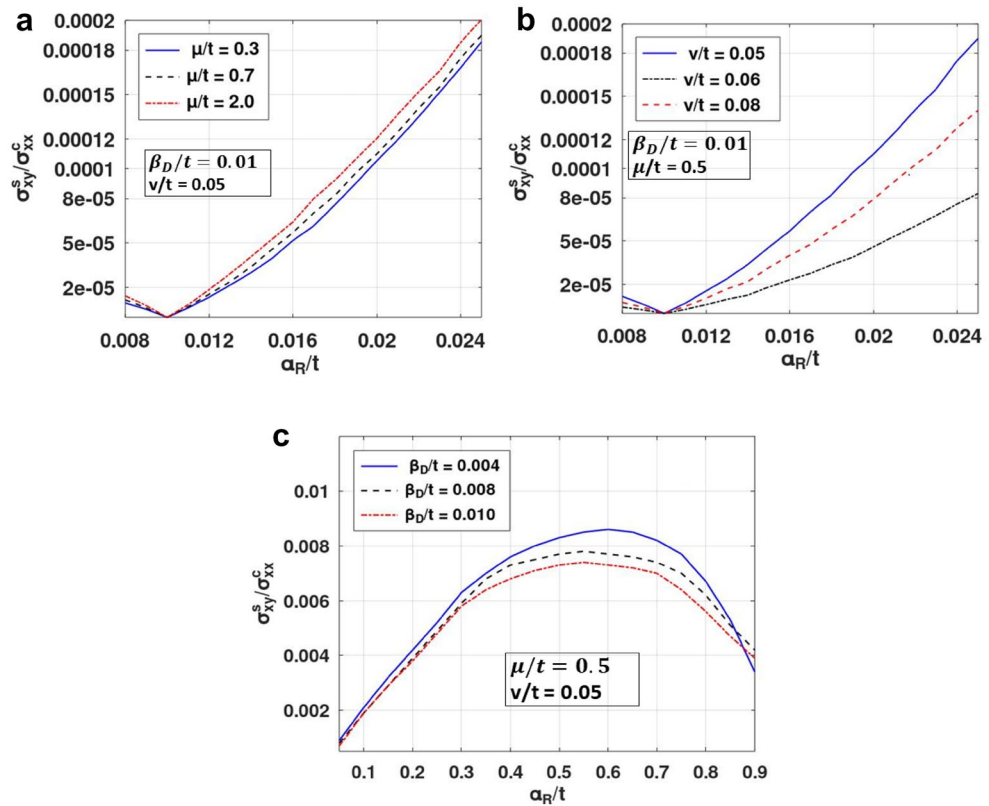 a
0.0002
0.00018
0.00015
0.00012
0.0001
8e-05
5e-05
2e-05
σˢxy/σᶜxx
μ/t = 0.3
μ/t = 0.7
μ/t = 2.0
β_D/t = 0.01
v/t = 0.05
0.008 0.012 0.016 0.02 0.024
α_R/t
b
0.0002
0.00018
0.00015
0.00012
0.0001
8e-05
5e-05
2e-05
σˢxy/σᶜxx
v/t = 0.05
v/t = 0.06
v/t = 0.08
β_D/t = 0.01
μ/t = 0.5
0.008 0.012 0.016 0.02 0.024
α_R/t
c
0.01
0.008
0.006
0.004
0.002
σˢxy/σᶜxx
β_D/t = 0.004
β_D/t = 0.008
β_D/t = 0.010
μ/t = 0.5
v/t = 0.05
0.1 0.2 0.3 0.4 0.5 0.6 0.7 0.8 0.9
α_R/t